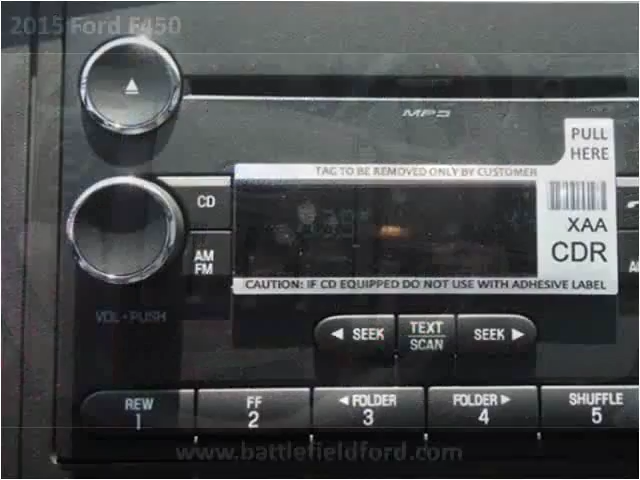 2015 Ford F450
MP3
PULL
HERE
TAG TO BE REMOVED ONLY BY CUSTOMER
CD
XAA
CDR
AM
FM
CAUTION: IF CD EQUIPPED DO NOT USE WITH ADHESIVE LABEL
VOL • PUSH
◄ SEEK
TEXT
SCAN
SEEK ►
REW
1
FF
2
◄ FOLDER
3
FOLDER ►
4
SHUFFLE
5
www.battlefieldford.com